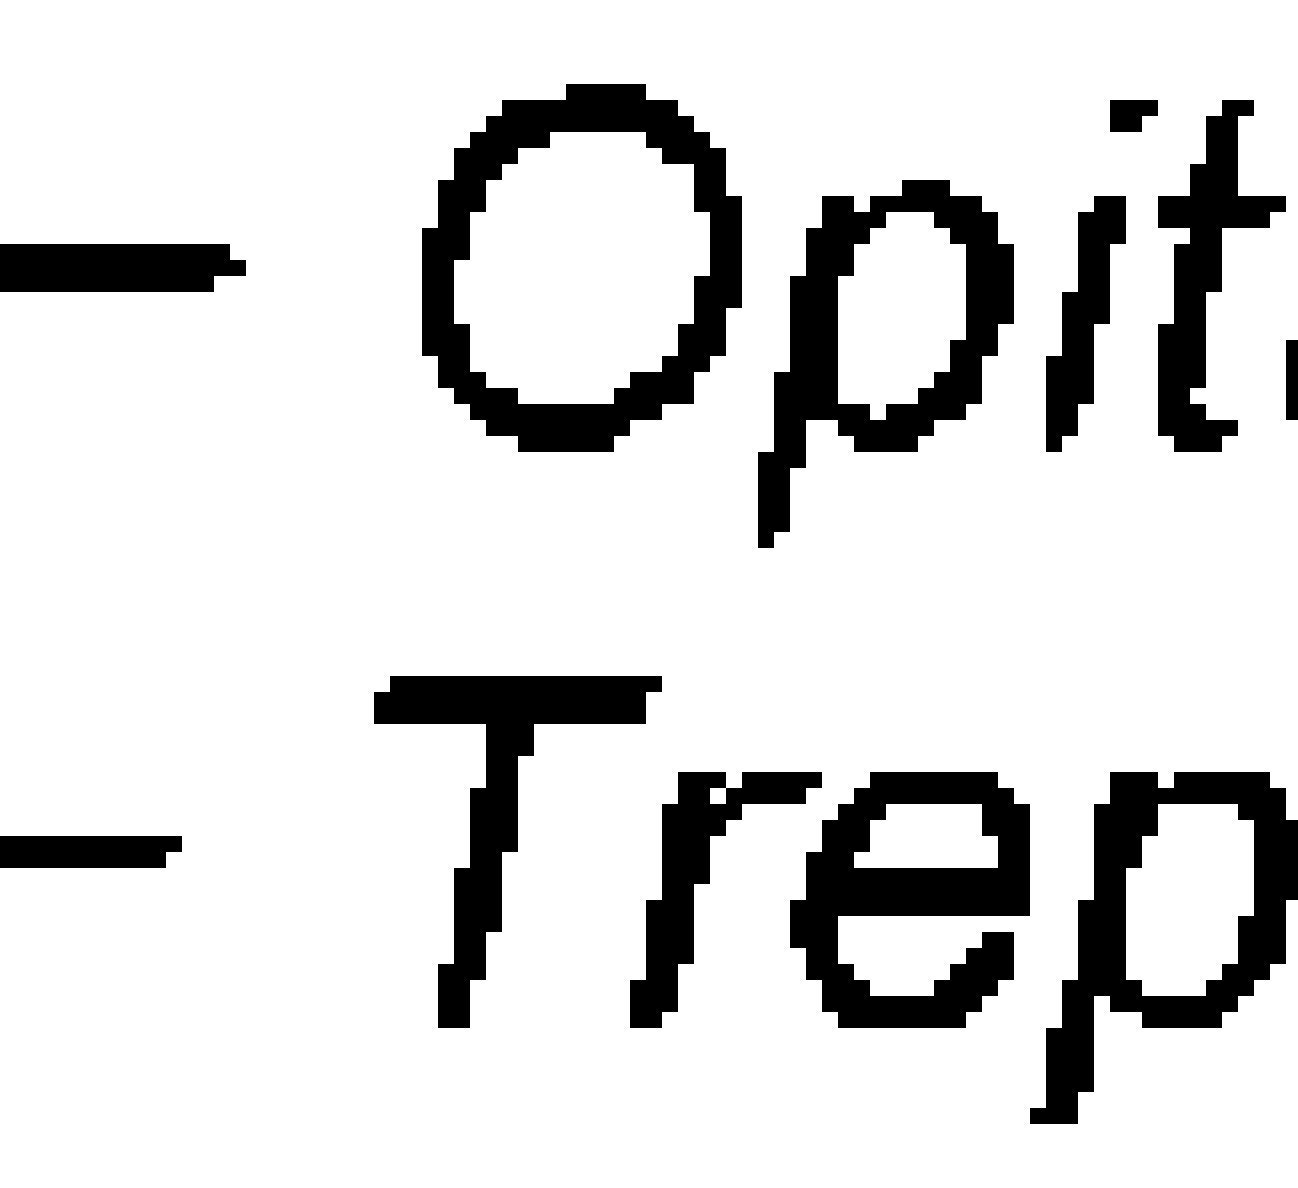 — Opit
— Trep